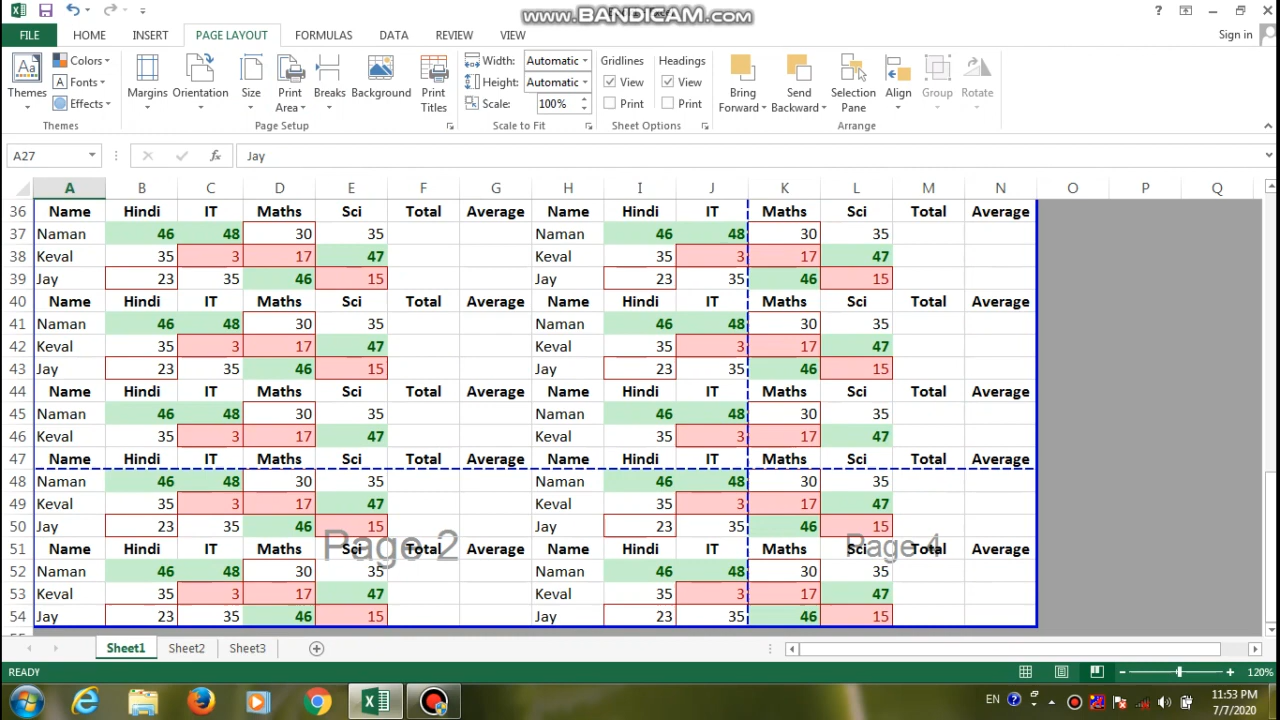 www.BANDICAM.com
FILE HOME INSERT PAGE LAYOUT FORMULAS DATA REVIEW VIEW Sign in
Themes Colors Fonts Effects Margins Orientation Size Print Area Breaks Background Print Titles Width: Automatic Height: Automatic Scale: 100% Gridlines View Print Headings View Print Bring Forward Send Backward Selection Pane Align Group Rotate
Themes Page Setup Scale to Fit Sheet Options Arrange
A27 fx Jay
A B C D E F G H I J K L M N O P Q
36 Name Hindi IT Maths Sci Total Average Name Hindi IT Maths Sci Total Average
37 Naman 46 48 30 35 Naman 46 48 30 35
38 Keval 35 3 17 47 Keval 35 3 17 47
39 Jay 23 35 46 15 Jay 23 35 46 15
40 Name Hindi IT Maths Sci Total Average Name Hindi IT Maths Sci Total Average
41 Naman 46 48 30 35 Naman 46 48 30 35
42 Keval 35 3 17 47 Keval 35 3 17 47
43 Jay 23 35 46 15 Jay 23 35 46 15
44 Name Hindi IT Maths Sci Total Average Name Hindi IT Maths Sci Total Average
45 Naman 46 48 30 35 Naman 46 48 30 35
46 Keval 35 3 17 47 Keval 35 3 17 47
47 Name Hindi IT Maths Sci Total Average Name Hindi IT Maths Sci Total Average
48 Naman 46 48 30 35 Naman 46 48 30 35
49 Keval 35 3 17 47 Keval 35 3 17 47
50 Jay 23 35 46 15 Jay 23 35 46 15
Page 2 Page 4
51 Name Hindi IT Maths Sci Total Average Name Hindi IT Maths Sci Total Average
52 Naman 46 48 30 35 Naman 46 48 30 35
53 Keval 35 3 17 47 Keval 35 3 17 47
54 Jay 23 35 46 15 Jay 23 35 46 15
Sheet1 Sheet2 Sheet3
READY 120%
EN 11:53 PM
7/7/2020